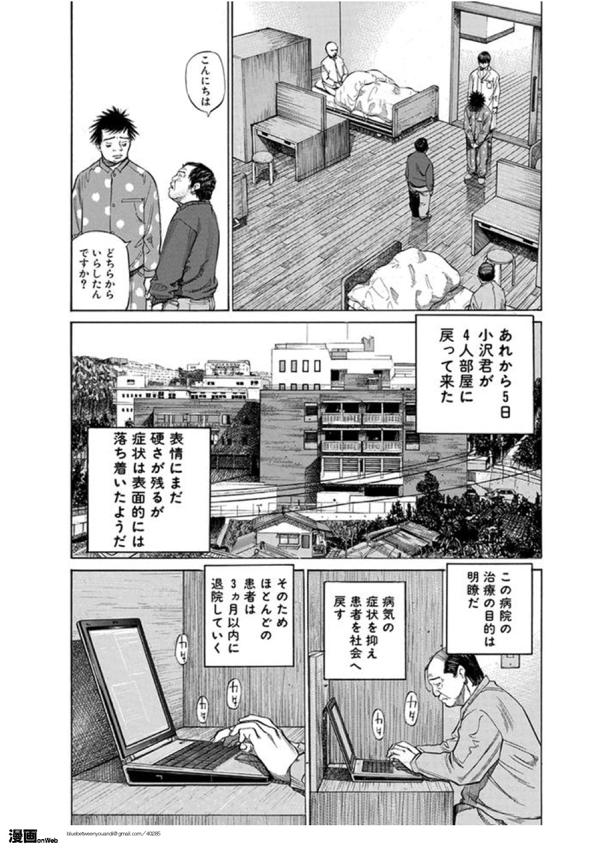 こんにちは
どちらから
いらしたん
ですか?
あれから5日
小沢君が
4人部屋に
戻って来た
表情にまだ
硬さが残るが
症状は表面的には
落ち着いたようだ
この病院の
治療の目的は
明瞭だ
病気の
症状を抑え
患者を社会へ
戻す
カタ
カタ
そのため
ほとんどの
患者は
3ヵ月以内に
退院していく
カタ
カタ
カタ
漫画 on Web
bluebetweenyouandi@gmail.com/40285